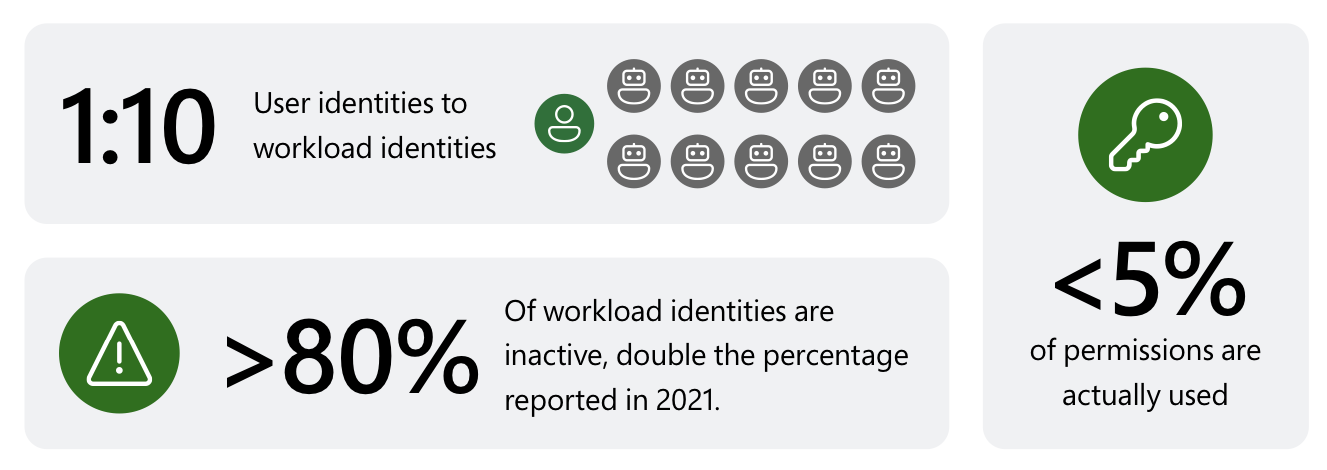 1:10
User identities to
workload identities
>80%
Of workload identities are
inactive, double the percentage
reported in 2021.
<5%
of permissions are
actually used